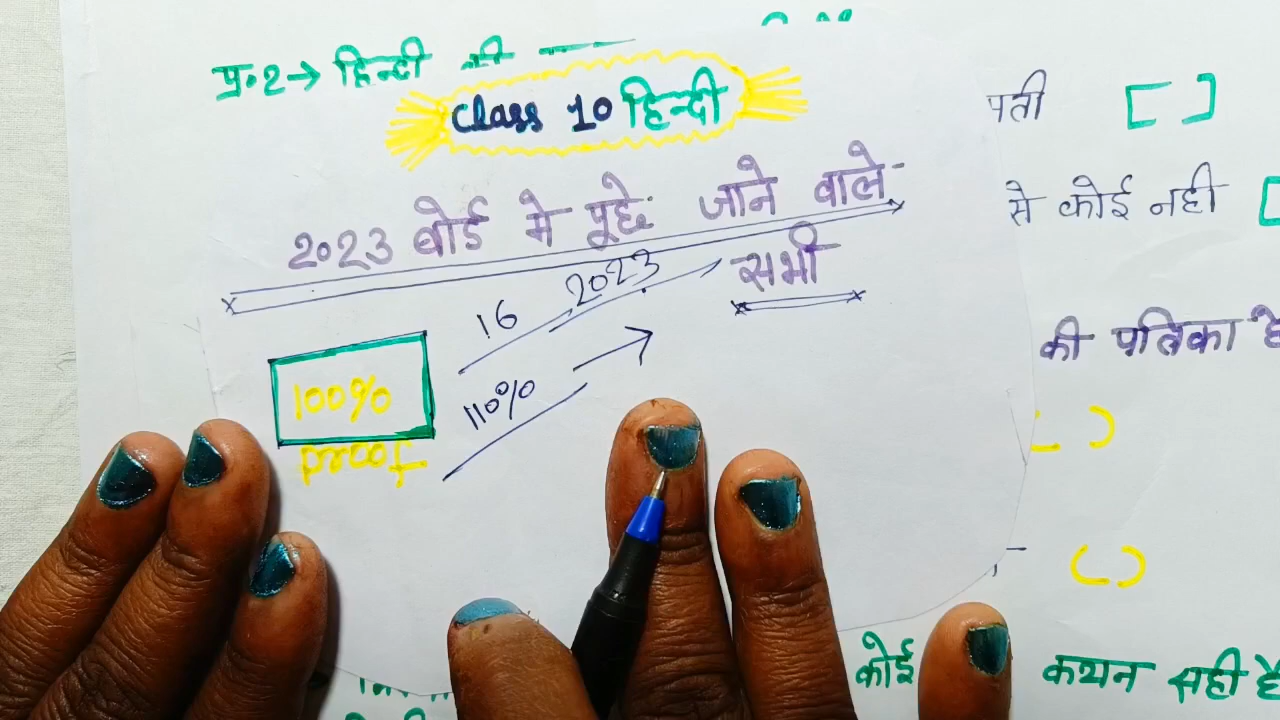 प्र॰2→ हिन्दी की
Class 10 हिन्दी
पती [ ]
2023 बोर्ड मे पूछे जाने वाले
से कोई नही [
16 2023
सभी
की पत्रिका है
110%
100%
proof
( )
कोई कथन सही है